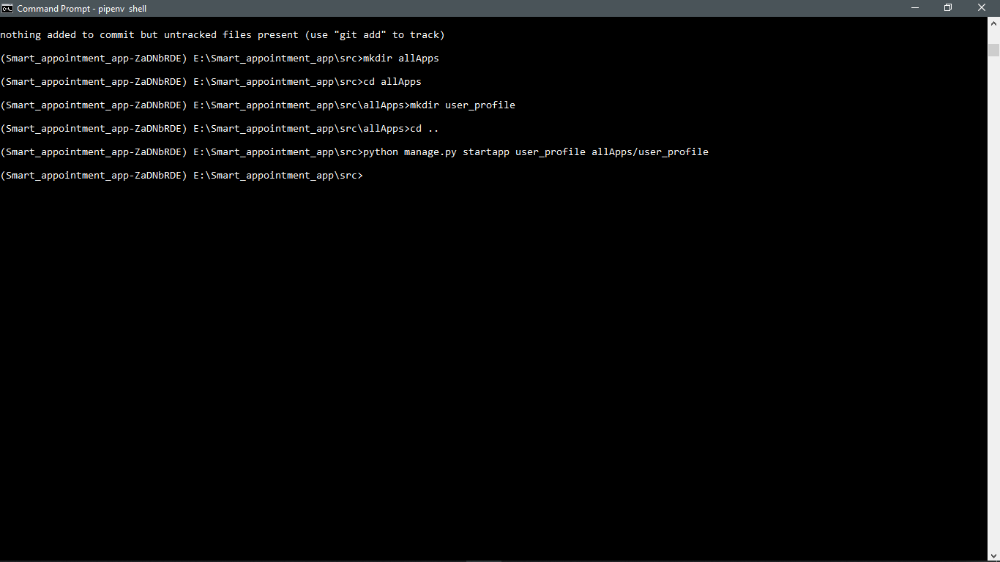 Command Prompt - pipenv  shell
nothing added to commit but untracked files present (use "git add" to track)
(Smart_appointment_app-ZaDNbRDE) E:\Smart_appointment_app\src>mkdir allApps
(Smart_appointment_app-ZaDNbRDE) E:\Smart_appointment_app\src>cd allApps
(Smart_appointment_app-ZaDNbRDE) E:\Smart_appointment_app\src\allApps>mkdir user_profile
(Smart_appointment_app-ZaDNbRDE) E:\Smart_appointment_app\src\allApps>cd ..
(Smart_appointment_app-ZaDNbRDE) E:\Smart_appointment_app\src>python manage.py startapp user_profile allApps/user_profile
(Smart_appointment_app-ZaDNbRDE) E:\Smart_appointment_app\src>